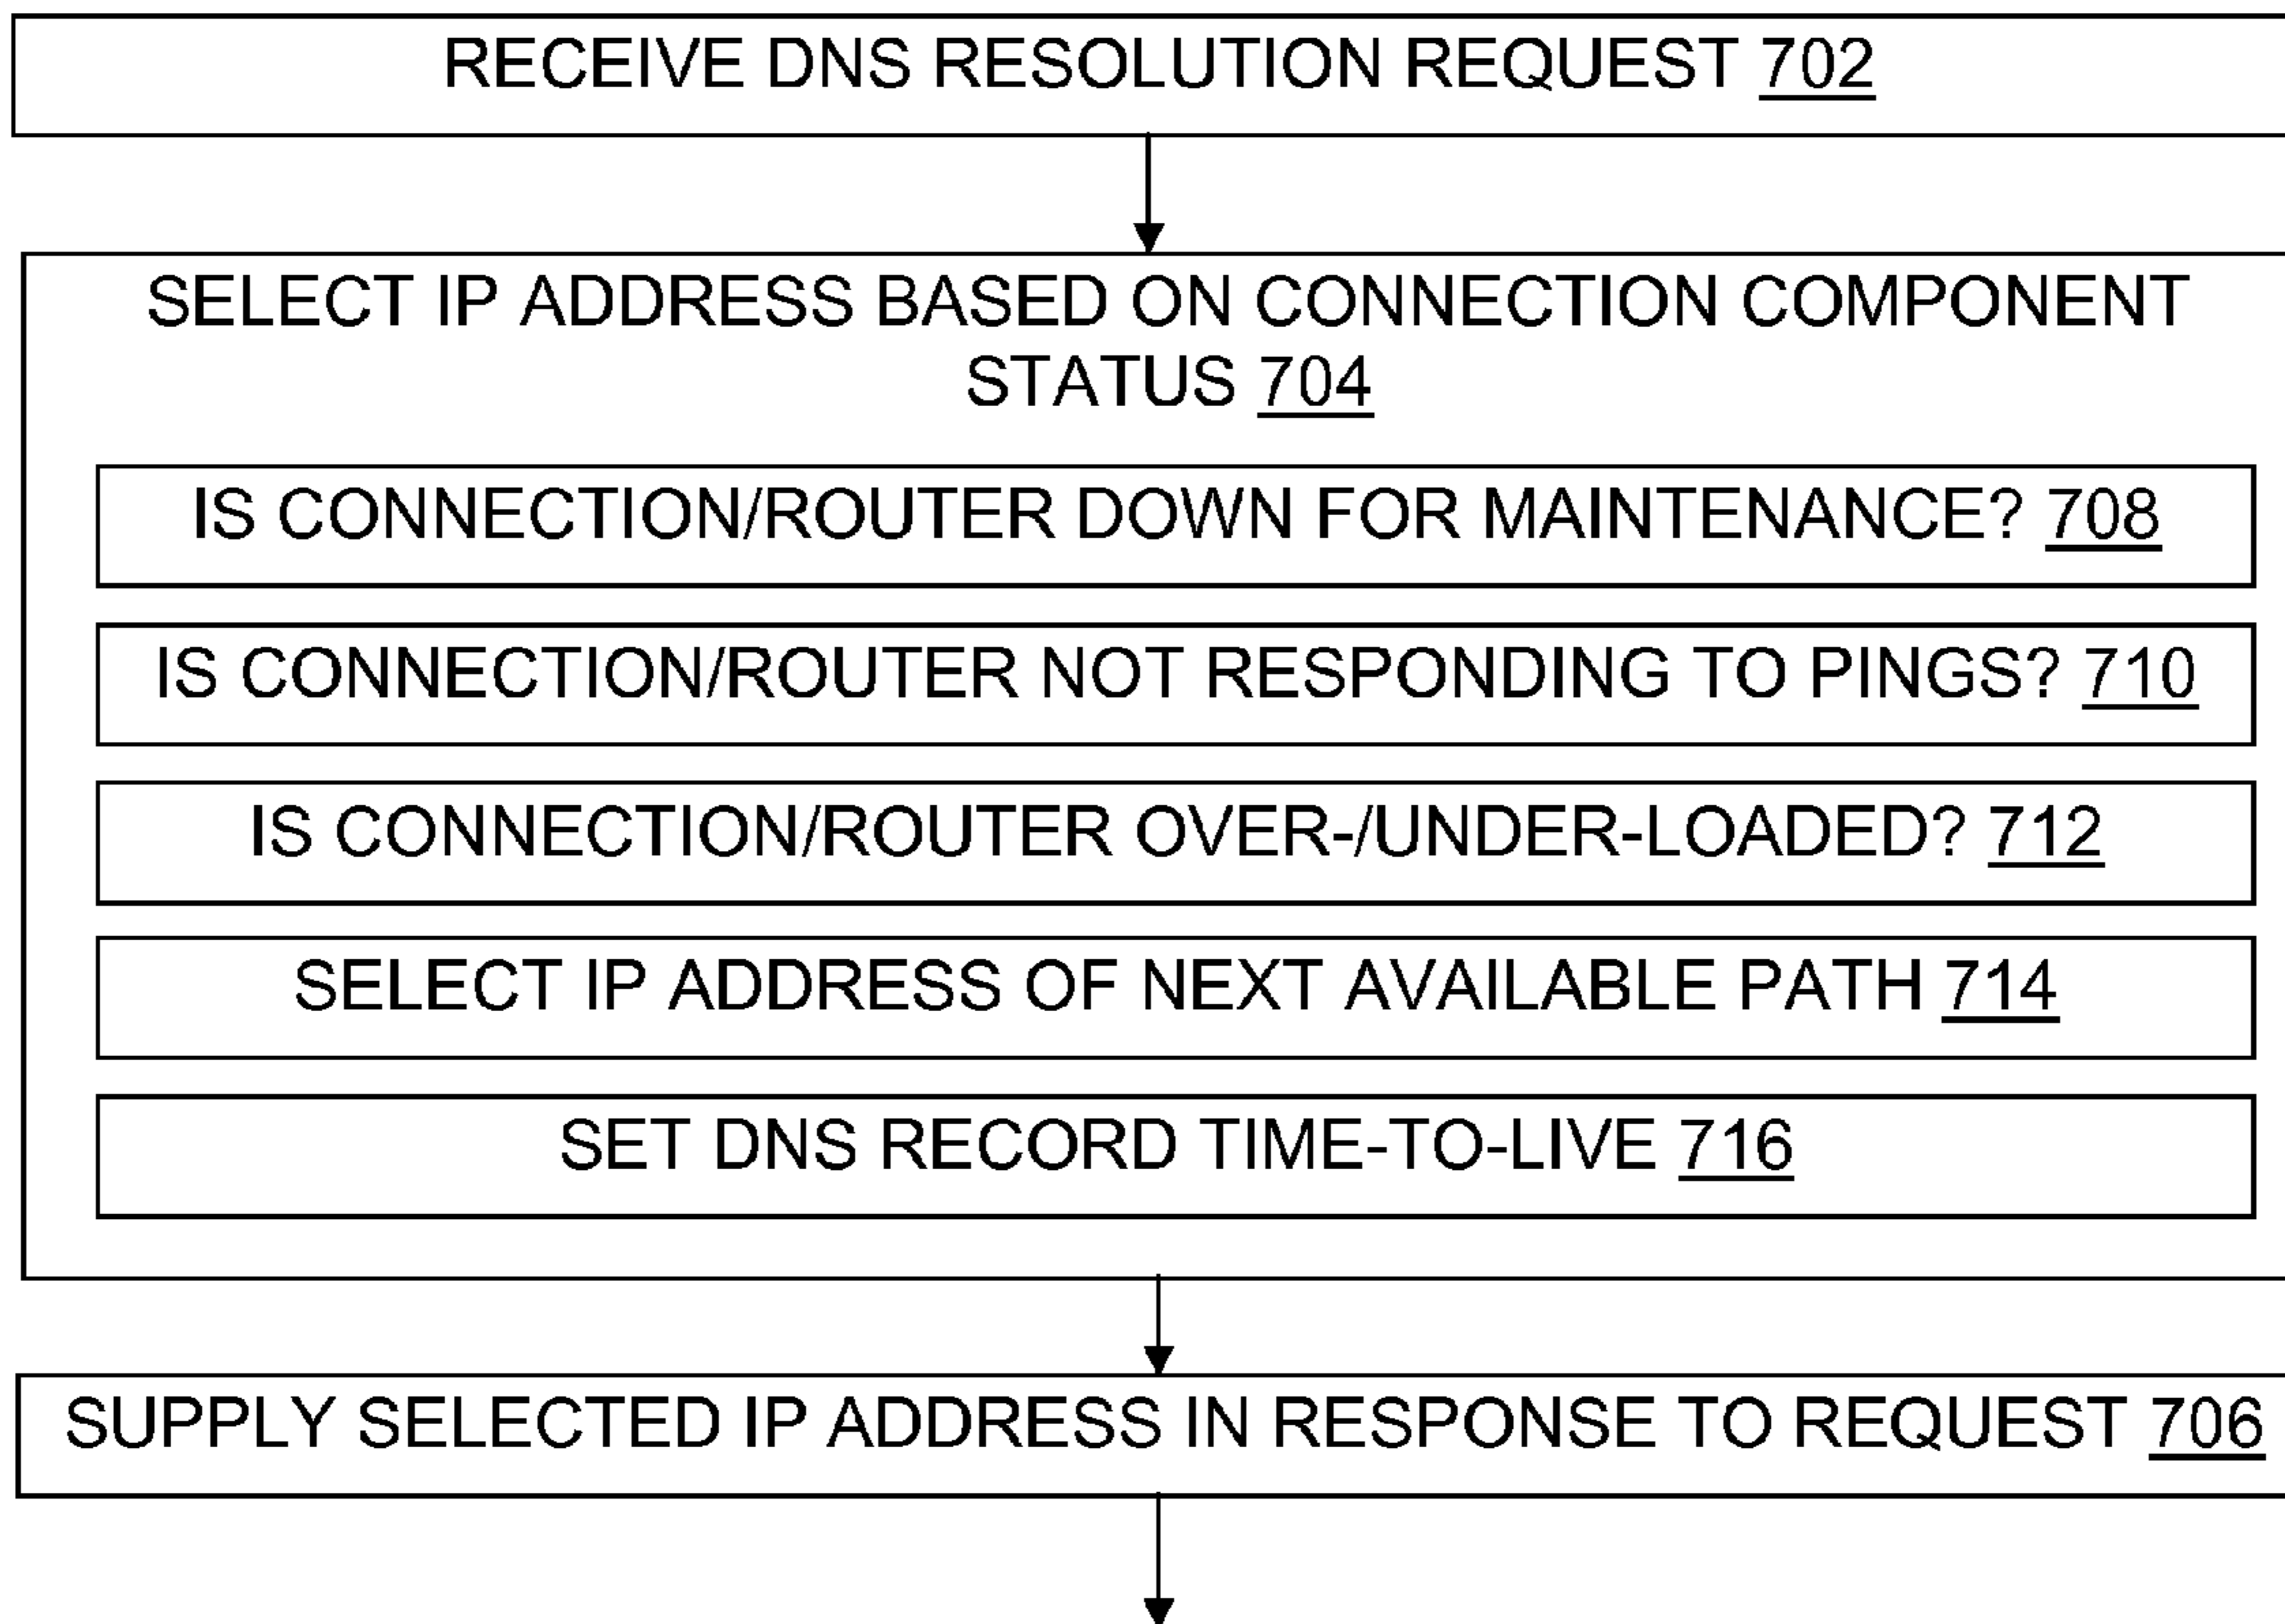 RECEIVE DNS RESOLUTION REQUEST 702
SELECT IP ADDRESS BASED ON CONNECTION COMPONENT
STATUS 704
IS CONNECTION/ROUTER DOWN FOR MAINTENANCE? 708
IS CONNECTION/ROUTER NOT RESPONDING TO PINGS? 710
IS CONNECTION/ROUTER OVER-/UNDER-LOADED? 712
SELECT IP ADDRESS OF NEXT AVAILABLE PATH 714
SET DNS RECORD TIME-TO-LIVE 716
SUPPLY SELECTED IP ADDRESS IN RESPONSE TO REQUEST 706